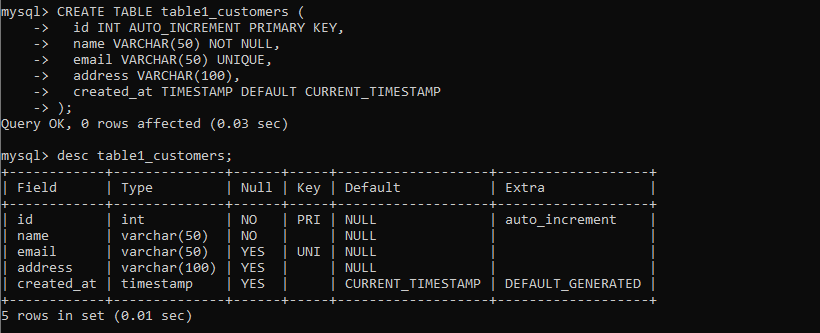 mysql> CREATE TABLE table1_customers (
    ->     id INT AUTO_INCREMENT PRIMARY KEY,
    ->     name VARCHAR(50) NOT NULL,
    ->     email VARCHAR(50) UNIQUE,
    ->     address VARCHAR(100),
    ->     created_at TIMESTAMP DEFAULT CURRENT_TIMESTAMP
    -> );
Query OK, 0 rows affected (0.03 sec)

mysql> desc table1_customers;
+------------+--------------+------+-----+-------------------+-------------------+
| Field      | Type         | Null | Key | Default           | Extra             |
+------------+--------------+------+-----+-------------------+-------------------+
| id         | int          | NO   | PRI | NULL              | auto_increment    |
| name       | varchar(50)  | NO   |     | NULL              |                   |
| email      | varchar(50)  | YES  | UNI | NULL              |                   |
| address    | varchar(100) | YES  |     | NULL              |                   |
| created_at | timestamp    | YES  |     | CURRENT_TIMESTAMP | DEFAULT_GENERATED |
+------------+--------------+------+-----+-------------------+-------------------+
5 rows in set (0.01 sec)